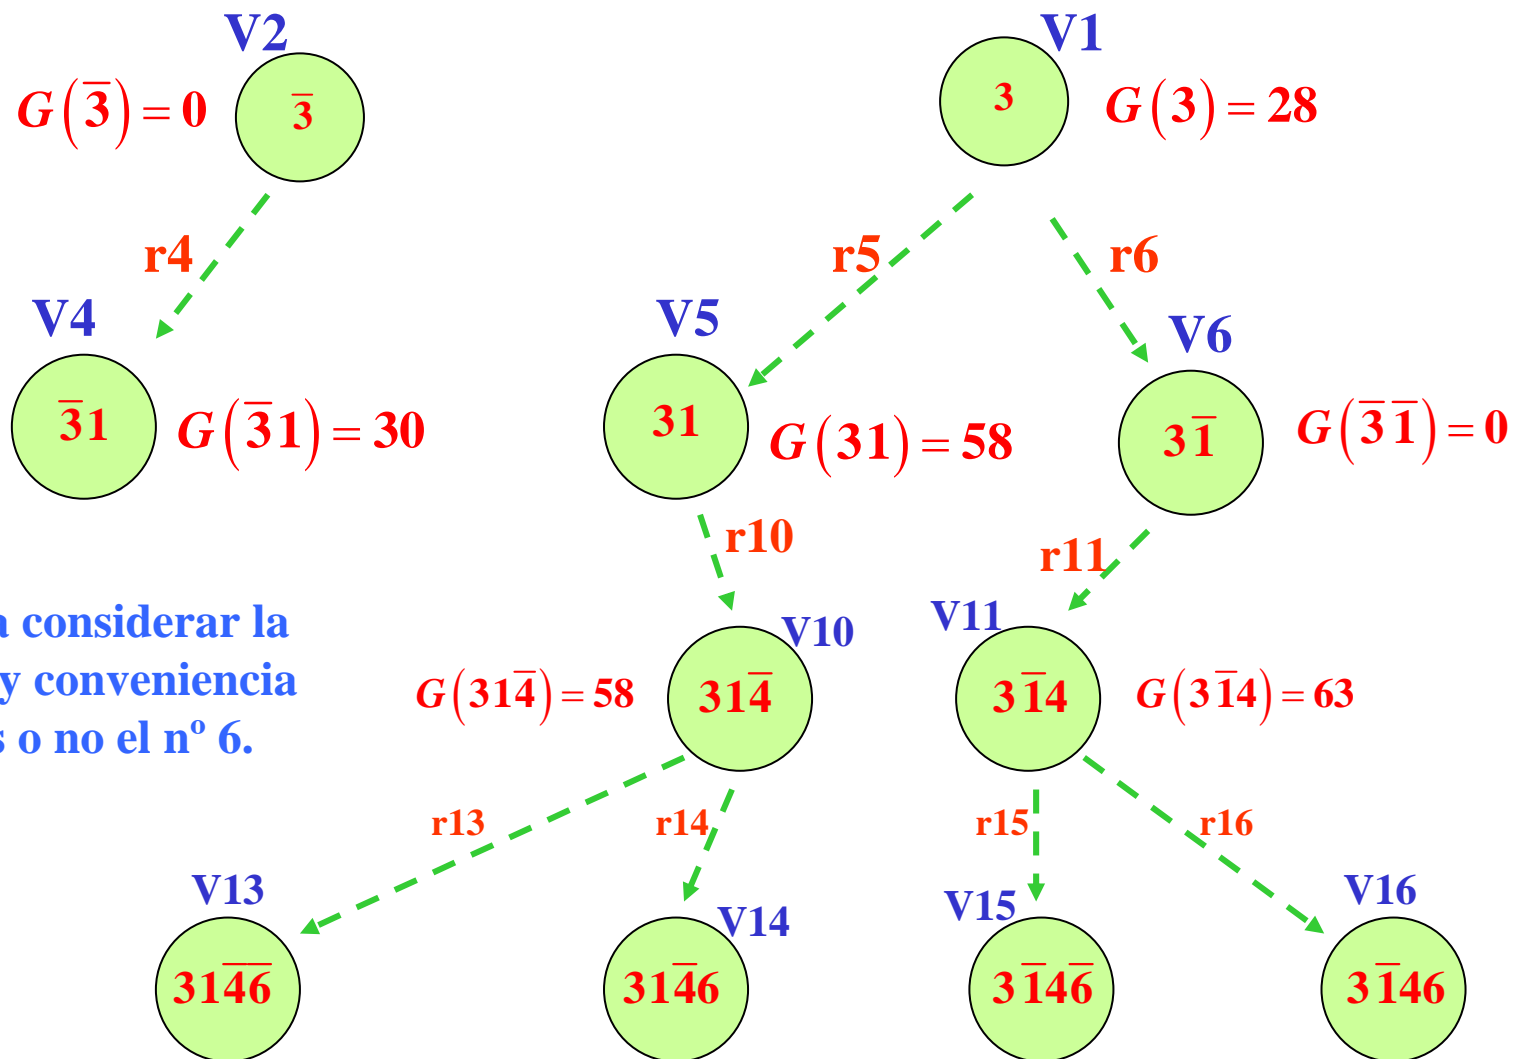 V2
V1
G(3̅) = 0
3̅
3
G(3) = 28
r4
r5
r6
V4
V5
V6
3̅1
G(3̅1) = 30
31
G(31) = 58
31̅
G(3̅ 1̅) = 0
r10
r11
a considerar la
y conveniencia
s o no el nº 6.
V10
V11
G(314̅) = 58
314̅
31̅4
G(31̅4) = 63
r13
r14
r15
r16
V13
V14
V15
V16
314̅6̅
314̅6
31̅46̅
31̅46